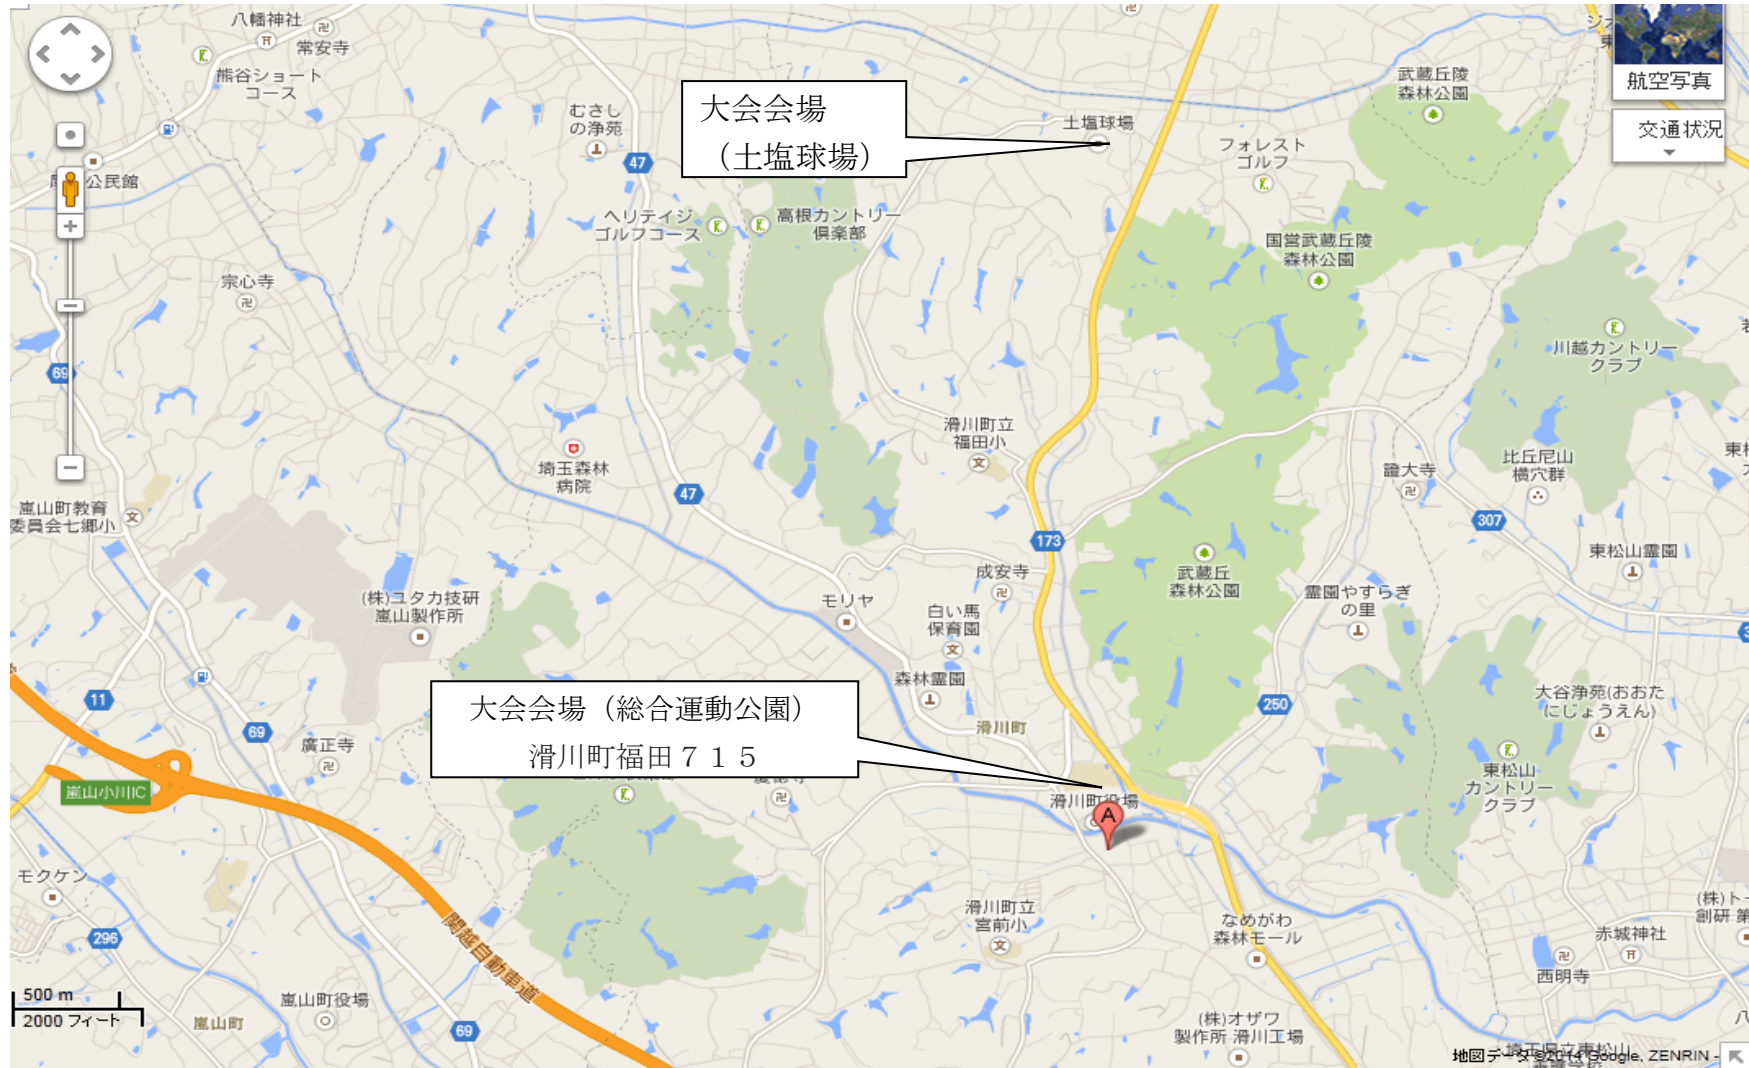 八幡神社
常安寺
熊谷ショート
コース
むさし
の浄苑
大会会場
（土塩球場）
土塩球場
フォレスト
ゴルフ
武蔵丘陵
森林公園
航空写真
交通状況
公民館
47
ヘリテイジ
ゴルフコース
高根カントリー
倶楽部
国営武蔵丘陵
森林公園
宗心寺
川越カントリー
クラブ
69
滑川町立
福田小
埼玉森林
病院
47
證大寺
比丘尼山
横穴群
嵐山町教育
委員会七郷小
307
173
東松山霊園
成安寺
武蔵丘
森林公園
(株)ユタカ技研
嵐山製作所
モリヤ
白い馬
保育園
霊園やすらぎ
の里
森林霊園
11
69
廣正寺
大会会場（総合運動公園）
滑川町福田７１５
滑川町
250
大谷浄苑(おおた
にじょうえん)
嵐山小川IC
滑川町役場
A
東松山
カントリー
クラブ
モクケン
296
関越自動車道
滑川町立
宮前小
なめがわ
森林モール
(株)ト
創研 第
赤城神社
西明寺
500 m
2000 フィート
嵐山町
嵐山町役場
69
(株)オザワ
製作所 滑川工場
地図データ ©2014 Google, ZENRIN -